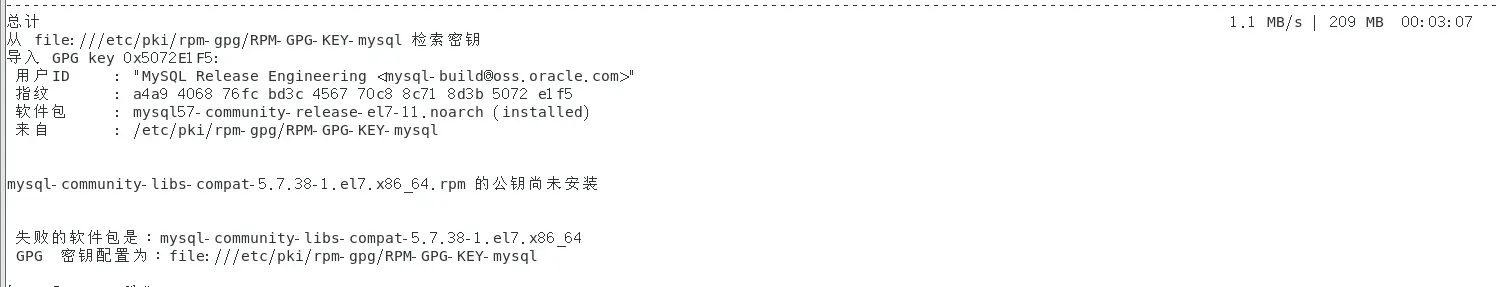 --------------------------------------------------------------------------------
总计 1.1 MB/s | 209 MB 00:03:07
从 file:///etc/pki/rpm-gpg/RPM-GPG-KEY-mysql 检索密钥
导入 GPG key 0x5072E1F5:
用户ID : "MySQL Release Engineering <mysql-build@oss.oracle.com>"
指纹 : a4a9 4068 76fc bd3c 4567 70c8 8c71 8d3b 5072 e1f5
软件包 : mysql57-community-release-el7-11.noarch (installed)
来自 : /etc/pki/rpm-gpg/RPM-GPG-KEY-mysql
mysql-community-libs-compat-5.7.38-1.el7.x86_64.rpm 的公钥尚未安装
失败的软件包是：mysql-community-libs-compat-5.7.38-1.el7.x86_64
GPG 密钥配置为：file:///etc/pki/rpm-gpg/RPM-GPG-KEY-mysql